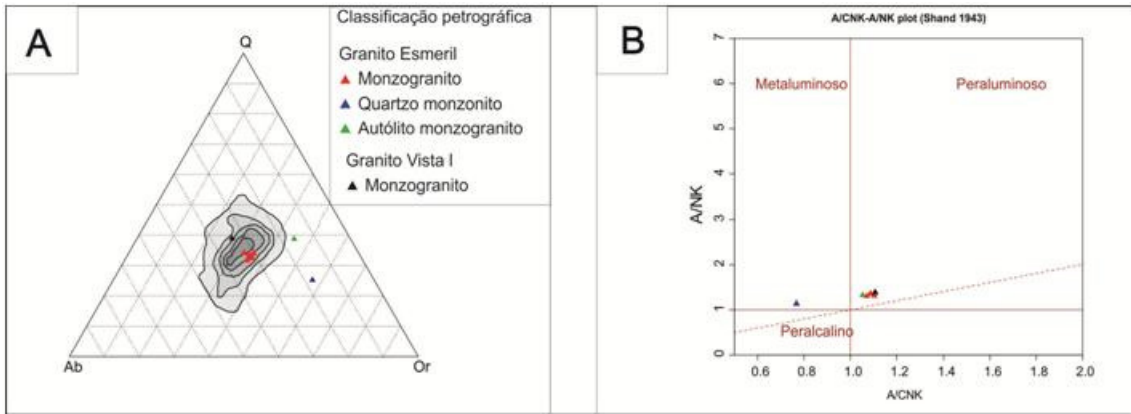 A
Q
Ab
Or
Classificação petrográfica
Granito Esmeril
Monzogranito
Quartzo monzonito
Autólito monzogranito
Granito Vista I
Monzogranito
B
A/CNK-A/NK plot (Shand 1943)
Metaluminoso
Peraluminoso
Peralcalino
A/NK
7
6
5
4
3
2
1
0
0.6
0.8
1.0
1.2
1.4
1.6
1.8
2.0
A/CNK